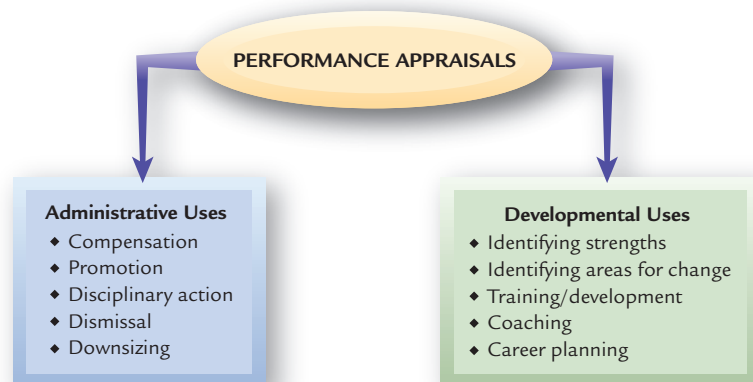 PERFORMANCE APPRAISALS
Administrative Uses
◆ Compensation
◆ Promotion
◆ Disciplinary action
◆ Dismissal
◆ Downsizing
Developmental Uses
◆ Identifying strengths
◆ Identifying areas for change
◆ Training/development
◆ Coaching
◆ Career planning